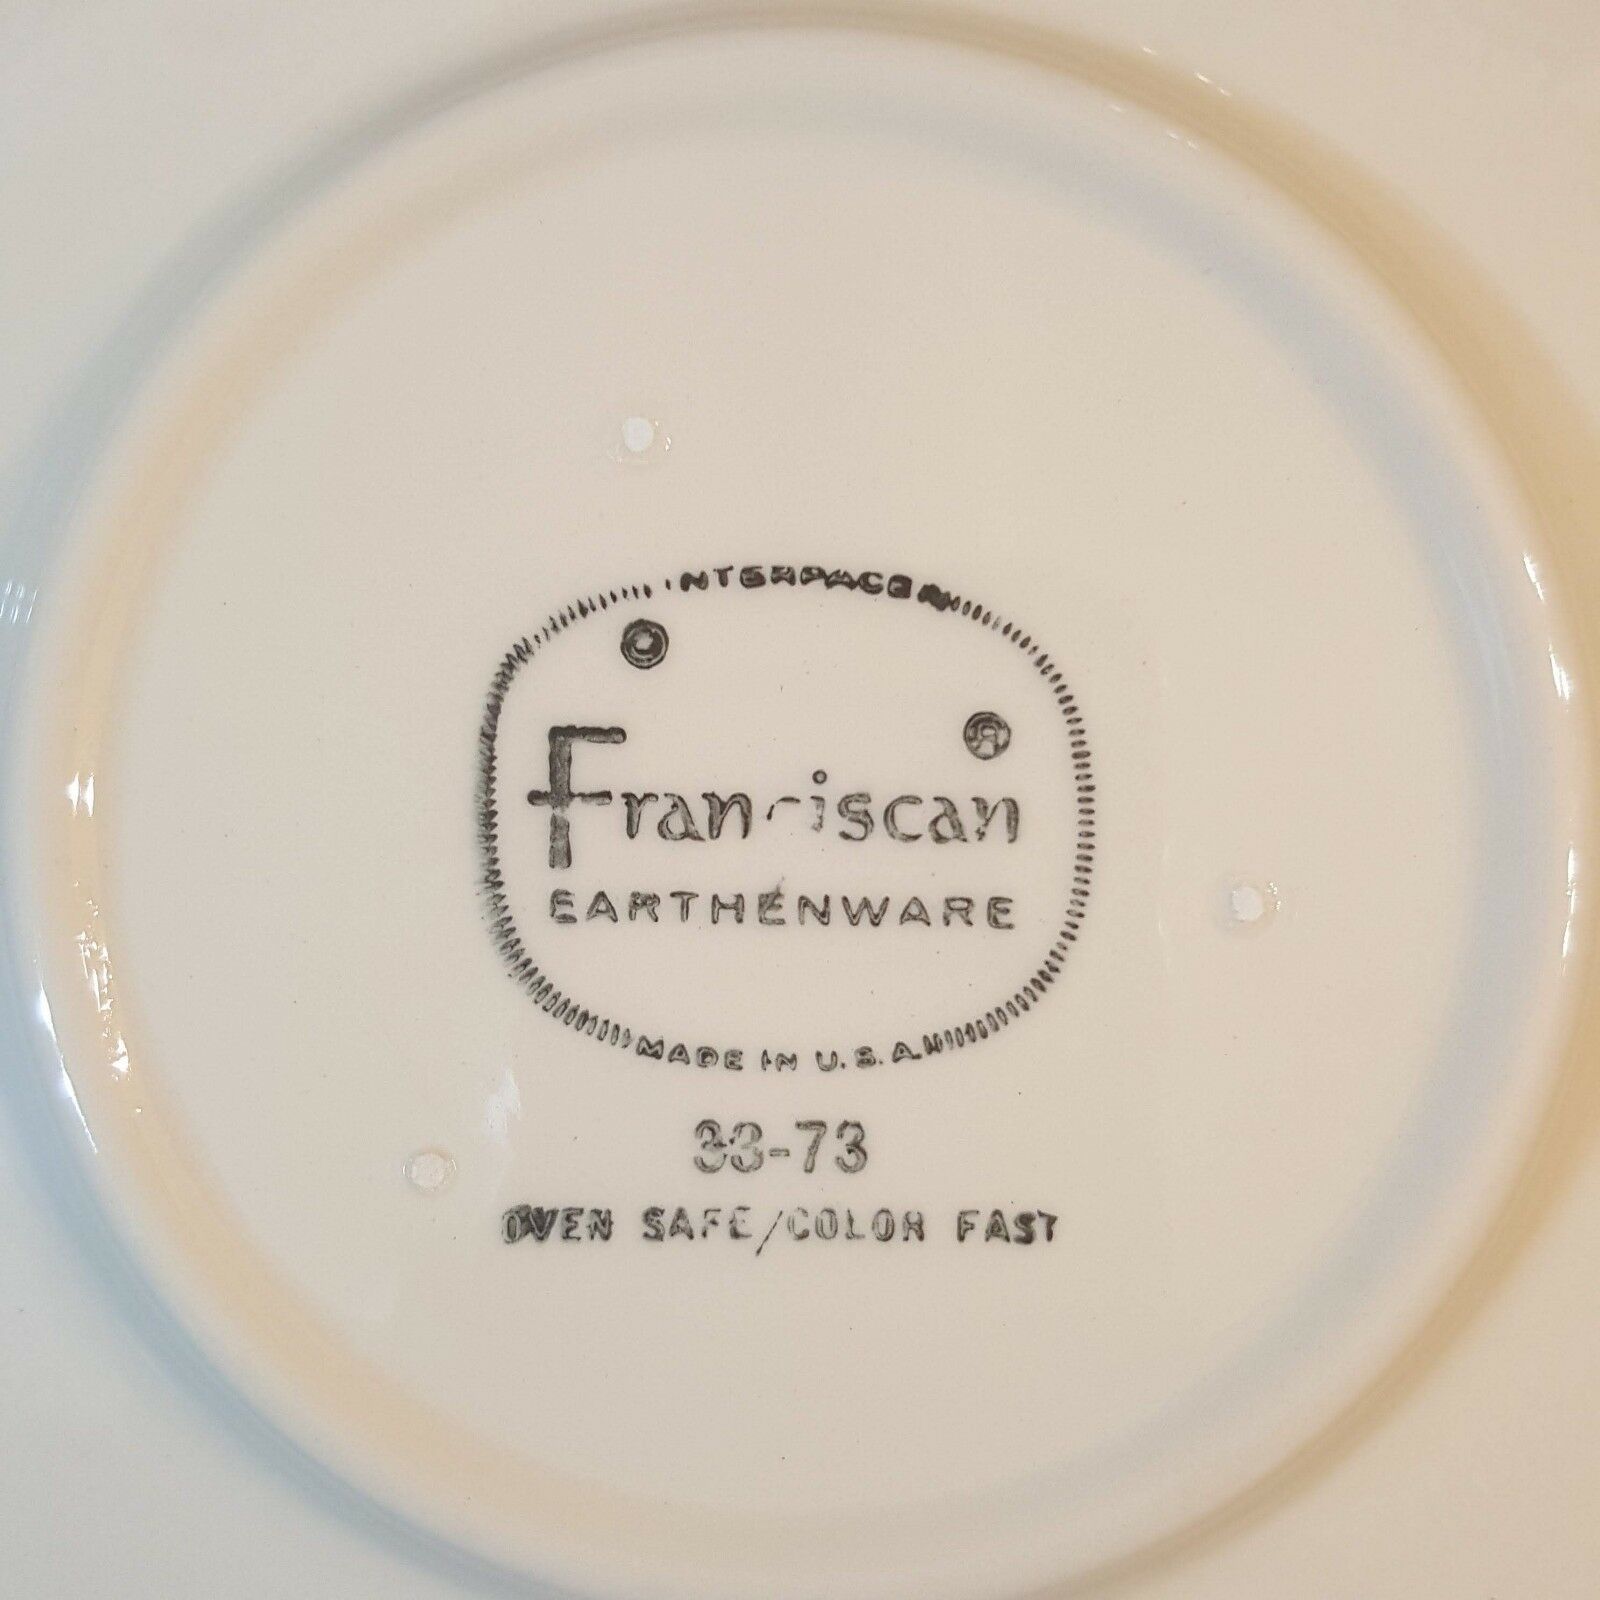 INTERPACE ®
©
®
Franciscan
EARTHENWARE
MADE IN U.S.A.
33-73
OVEN SAFE/COLOR FAST